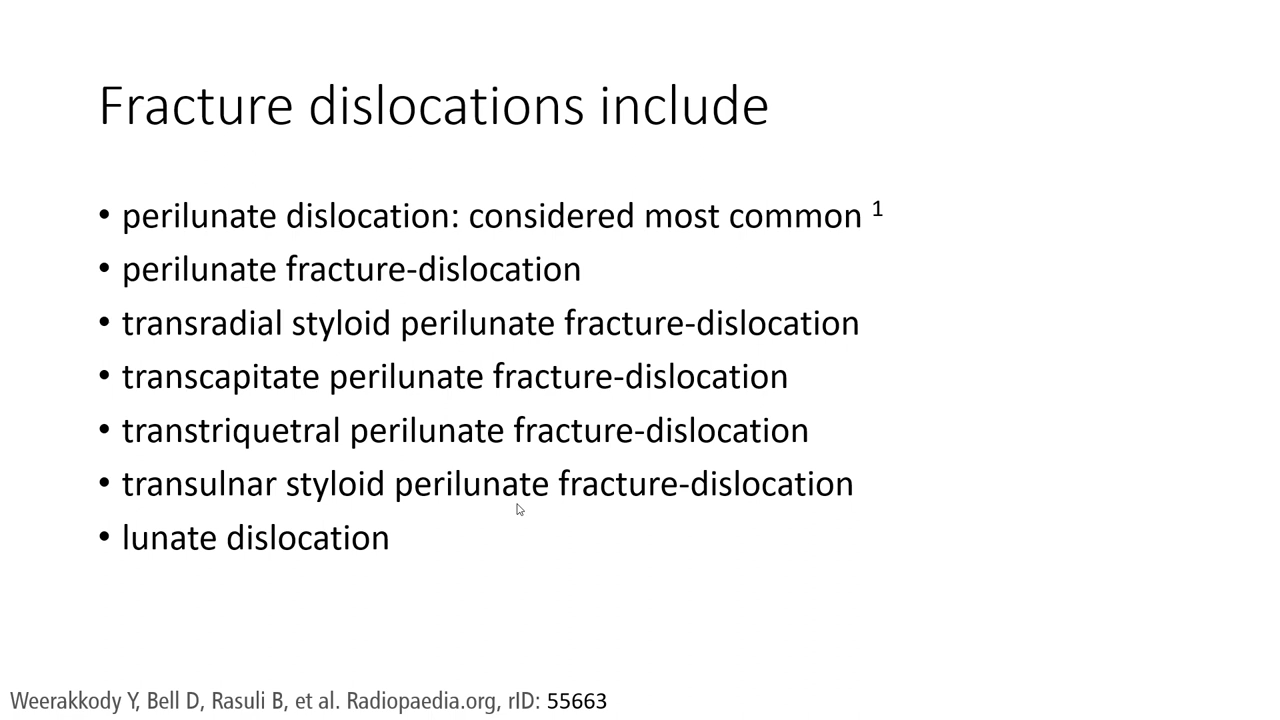 Fracture dislocations include
• perilunate dislocation: considered most common 1
• perilunate fracture-dislocation
• transradial styloid perilunate fracture-dislocation
• transcapitate perilunate fracture-dislocation
• transtriquetral perilunate fracture-dislocation
• transulnar styloid perilunate fracture-dislocation
• lunate dislocation
Weerakkody Y, Bell D, Rasuli B, et al. Radiopaedia.org, rID: 55663